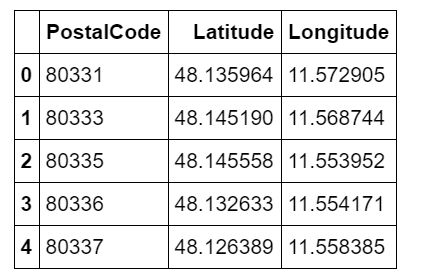 PostalCode Latitude Longitude
0 80331 48.135964 11.572905
1 80333 48.145190 11.568744
2 80335 48.145558 11.553952
3 80336 48.132633 11.554171
4 80337 48.126389 11.558385